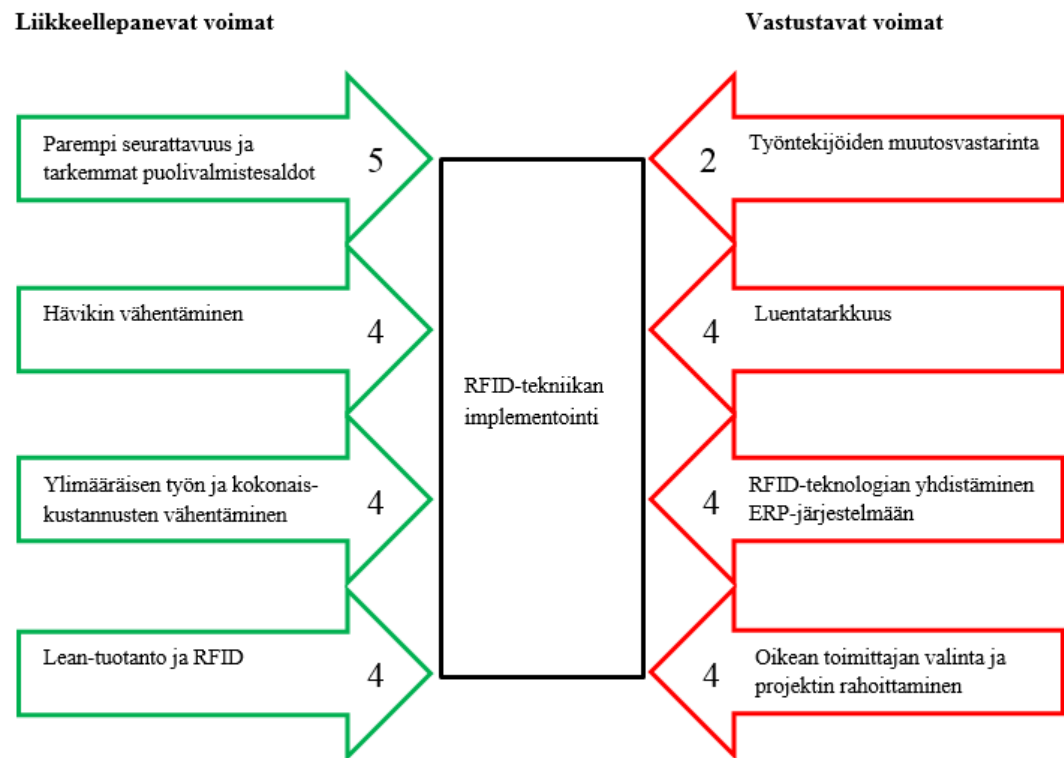 Liikkeellepanevat voimat
Vastustavat voimat
Parempi seurattavuus ja
tarkemmat puolivalmistesaldot
5
2
Työntekijöiden muutosvastarinta
Hävikin vähentäminen
4
4
Luentatarkkuus
RFID-tekniikan
implementointi
Ylimääräisen työn ja kokonais-
kustannusten vähentäminen
4
4
RFID-teknologian yhdistäminen
ERP-järjestelmään
Lean-tuotanto ja RFID
4
4
Oikean toimittajan valinta ja
projektin rahoittaminen